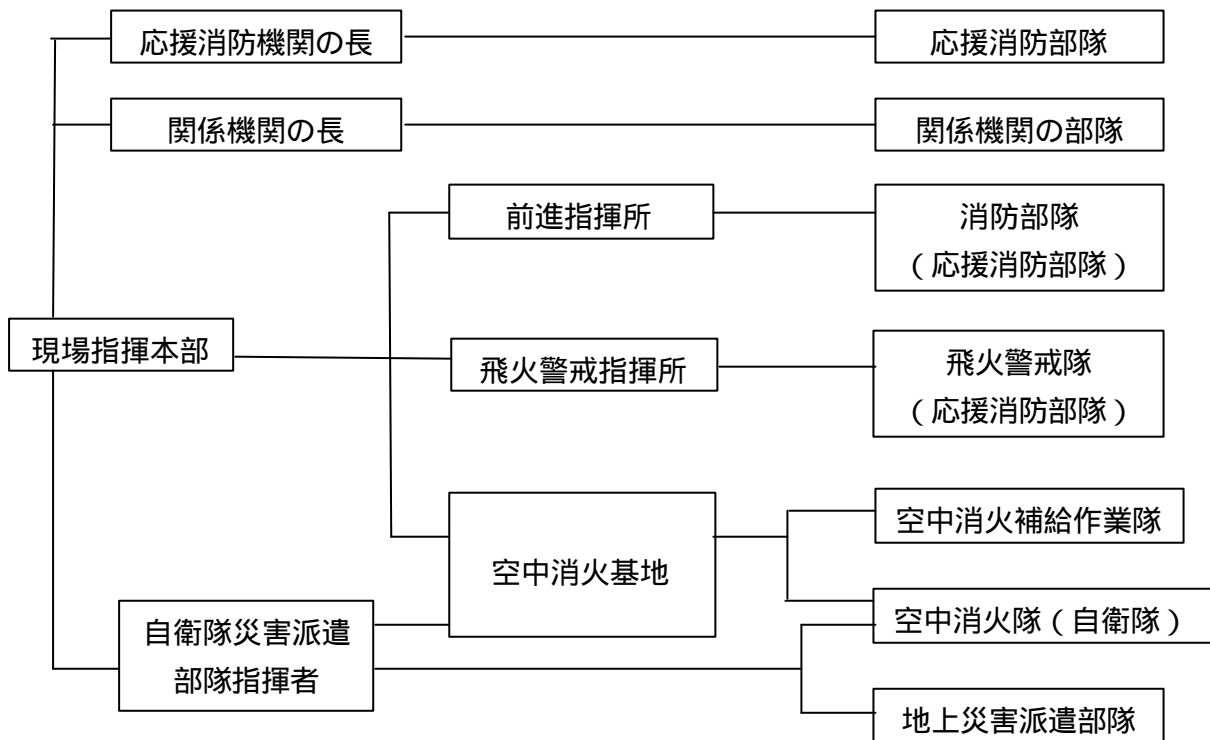 応援消防機関の長
応援消防部隊
関係機関の長
関係機関の部隊
前進指揮所
消防部隊
（応援消防部隊）
現場指揮本部
飛火警戒指揮所
飛火警戒隊
（応援消防部隊）
空中消火基地
空中消火補給作業隊
自衛隊災害派遣
部隊指揮者
空中消火隊（自衛隊）
地上災害派遣部隊